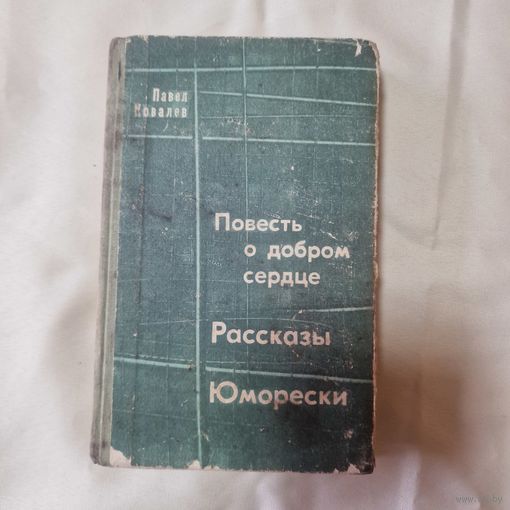 Павел
Ковалев
Повесть
о добром
сердце
Рассказы
Юморески